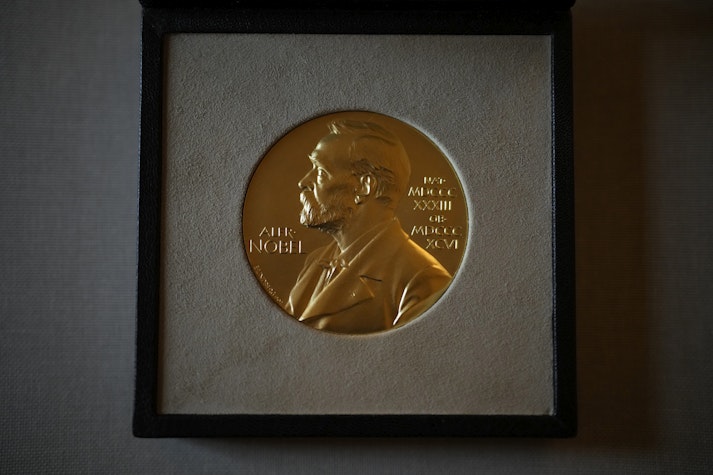 ALFR·
NOBEL
NAT·
MDCCC
XXXIII
OB·
MDCCC
XCVI